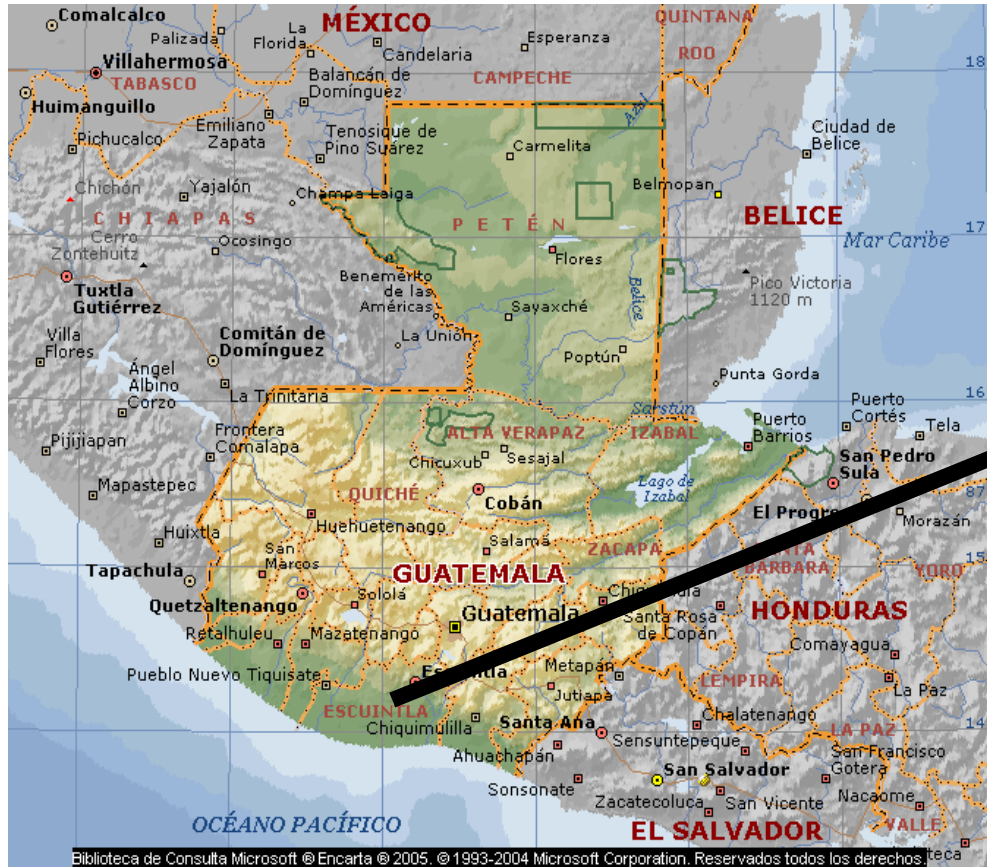 Comalcalco
MÉXICO
QUINTANA
Palizada
La
Florida
Candelaria
Esperanza
ROO
Villahermosa
TABASCO
Balancán de
Domínguez
CAMPECHE
18
Huimanguillo
Azul
Emiliano
Zapata
Tenosique de
Pino Suárez
Ciudad de
Belice
Pichucalco
Carmelita
Chichón
Yajalón
Champa Laiga
Belmopan
CHIAPAS
PETÉN
BELICE
Cerro
Zontehuitz
Ocosingo
17
Mar Caribe
Flores
Tuxtla
Gutiérrez
Benemérito
de las
Américas
Belice
Pico Victoria
1120 m
Sayaxché
Villa
Flores
Comitán de
Domínguez
La Unión
Poptún
Ángel
Albino
Corzo
Punta Gorda
La Trinitaria
16
Sarstún
Puerto
Barrios
Puerto
Cortés
Tela
Pijijiapan
Frontera
Comalapa
ALTA VERAPAZ
IZABAL
Chicuxub
Sesajal
San Pedro
Sula
Mapastepec
QUICHÉ
Cobán
Lago de
Izabal
87
El Progre
Morazán
Huixtla
Huehuetenango
Salamá
ZACAPA
BARBARA
YORO
San
Marcos
15
Tapachula
GUATEMALA
Quetzaltenango
Sololá
Guatemala
HONDURAS
Santa Rosa
de Copán
Retalhuleu
Mazatenango
Comayagua
Pueblo Nuevo Tiquisate
Metapán
LEMPIRA
La Paz
Jutiapa
ESCUINTLA
Chiquimulilla
Santa Ana
Chalatenango
LA PAZ
14
Ahuachapán
Sensuntepeque
San Francisco
Gotera
Sonsonate
San Salvador
Nacaome
Zacatecoluca
San Vicente
OCÉANO PACÍFICO
EL SALVADOR
VALLE
Biblioteca de Consulta Microsoft ® Encarta ® 2005. © 1993-2004 Microsoft Corporation. Reservados todos los derechos.